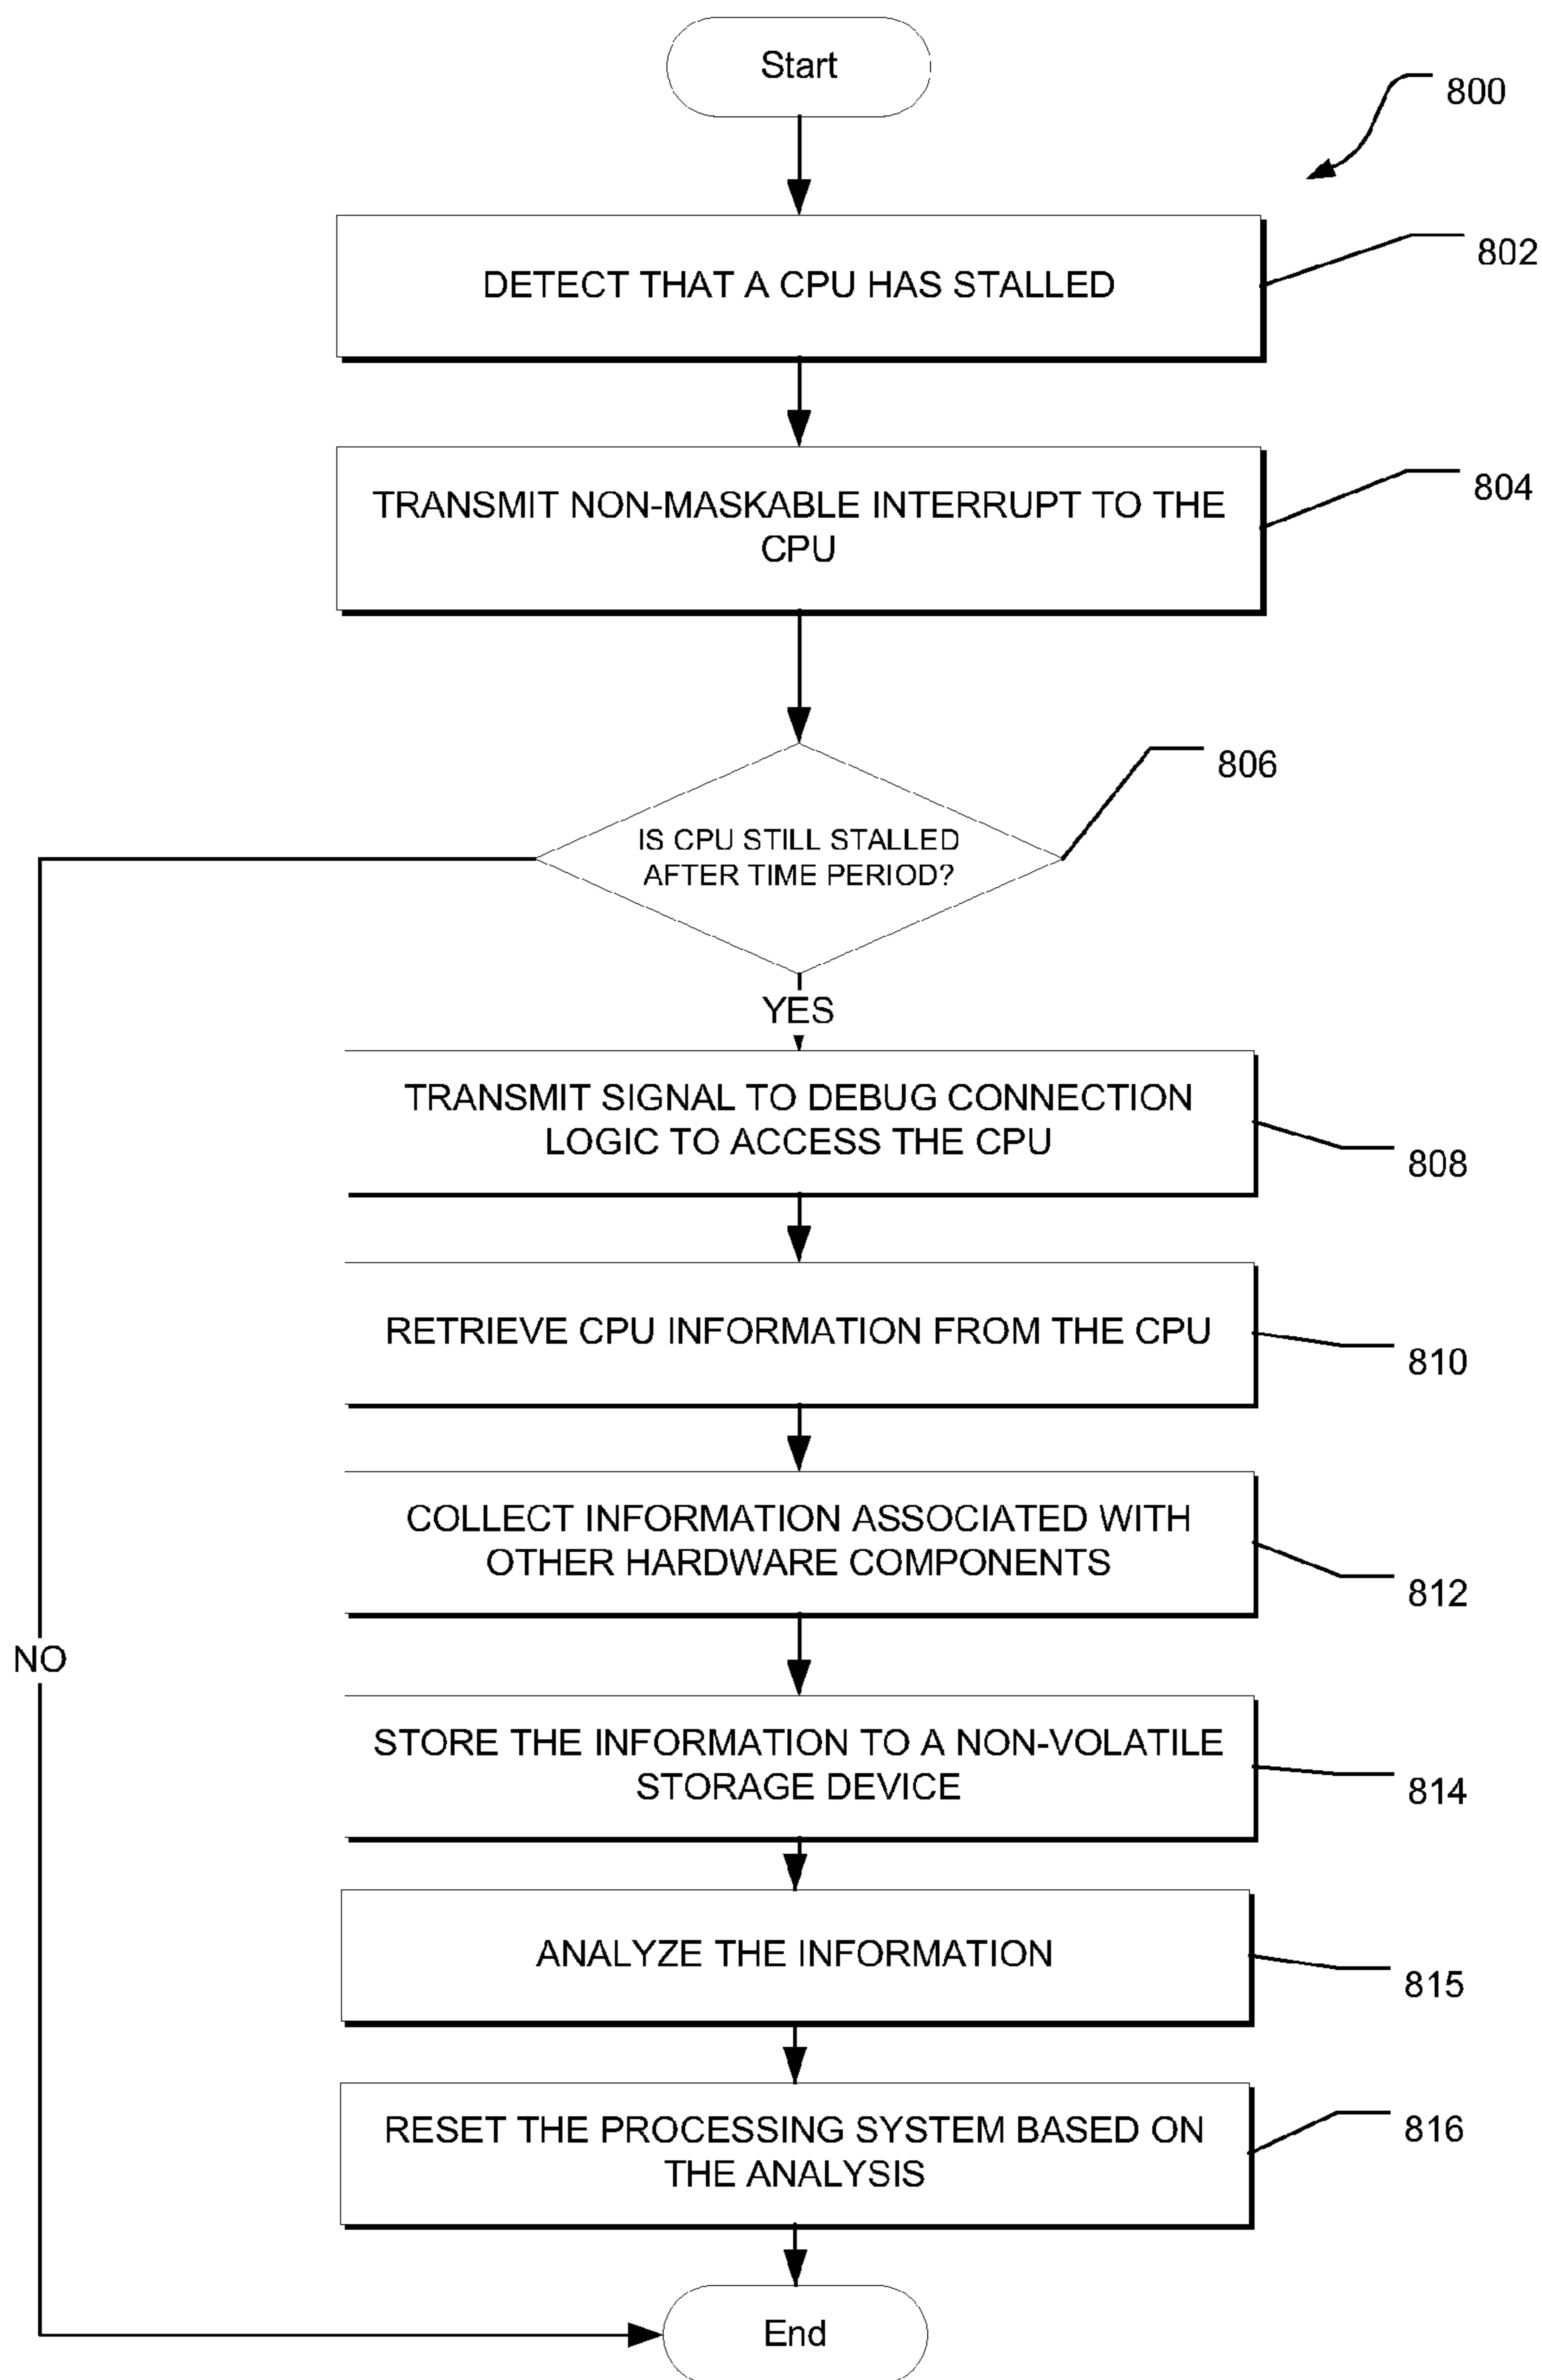 Start
800
DETECT THAT A CPU HAS STALLED
802
TRANSMIT NON-MASKABLE INTERRUPT TO THE
CPU
804
IS CPU STILL STALLED
AFTER TIME PERIOD?
806
YES
TRANSMIT SIGNAL TO DEBUG CONNECTION
LOGIC TO ACCESS THE CPU
808
RETRIEVE CPU INFORMATION FROM THE CPU
810
COLLECT INFORMATION ASSOCIATED WITH
OTHER HARDWARE COMPONENTS
812
NO
STORE THE INFORMATION TO A NON-VOLATILE
STORAGE DEVICE
814
ANALYZE THE INFORMATION
815
RESET THE PROCESSING SYSTEM BASED ON
THE ANALYSIS
816
End